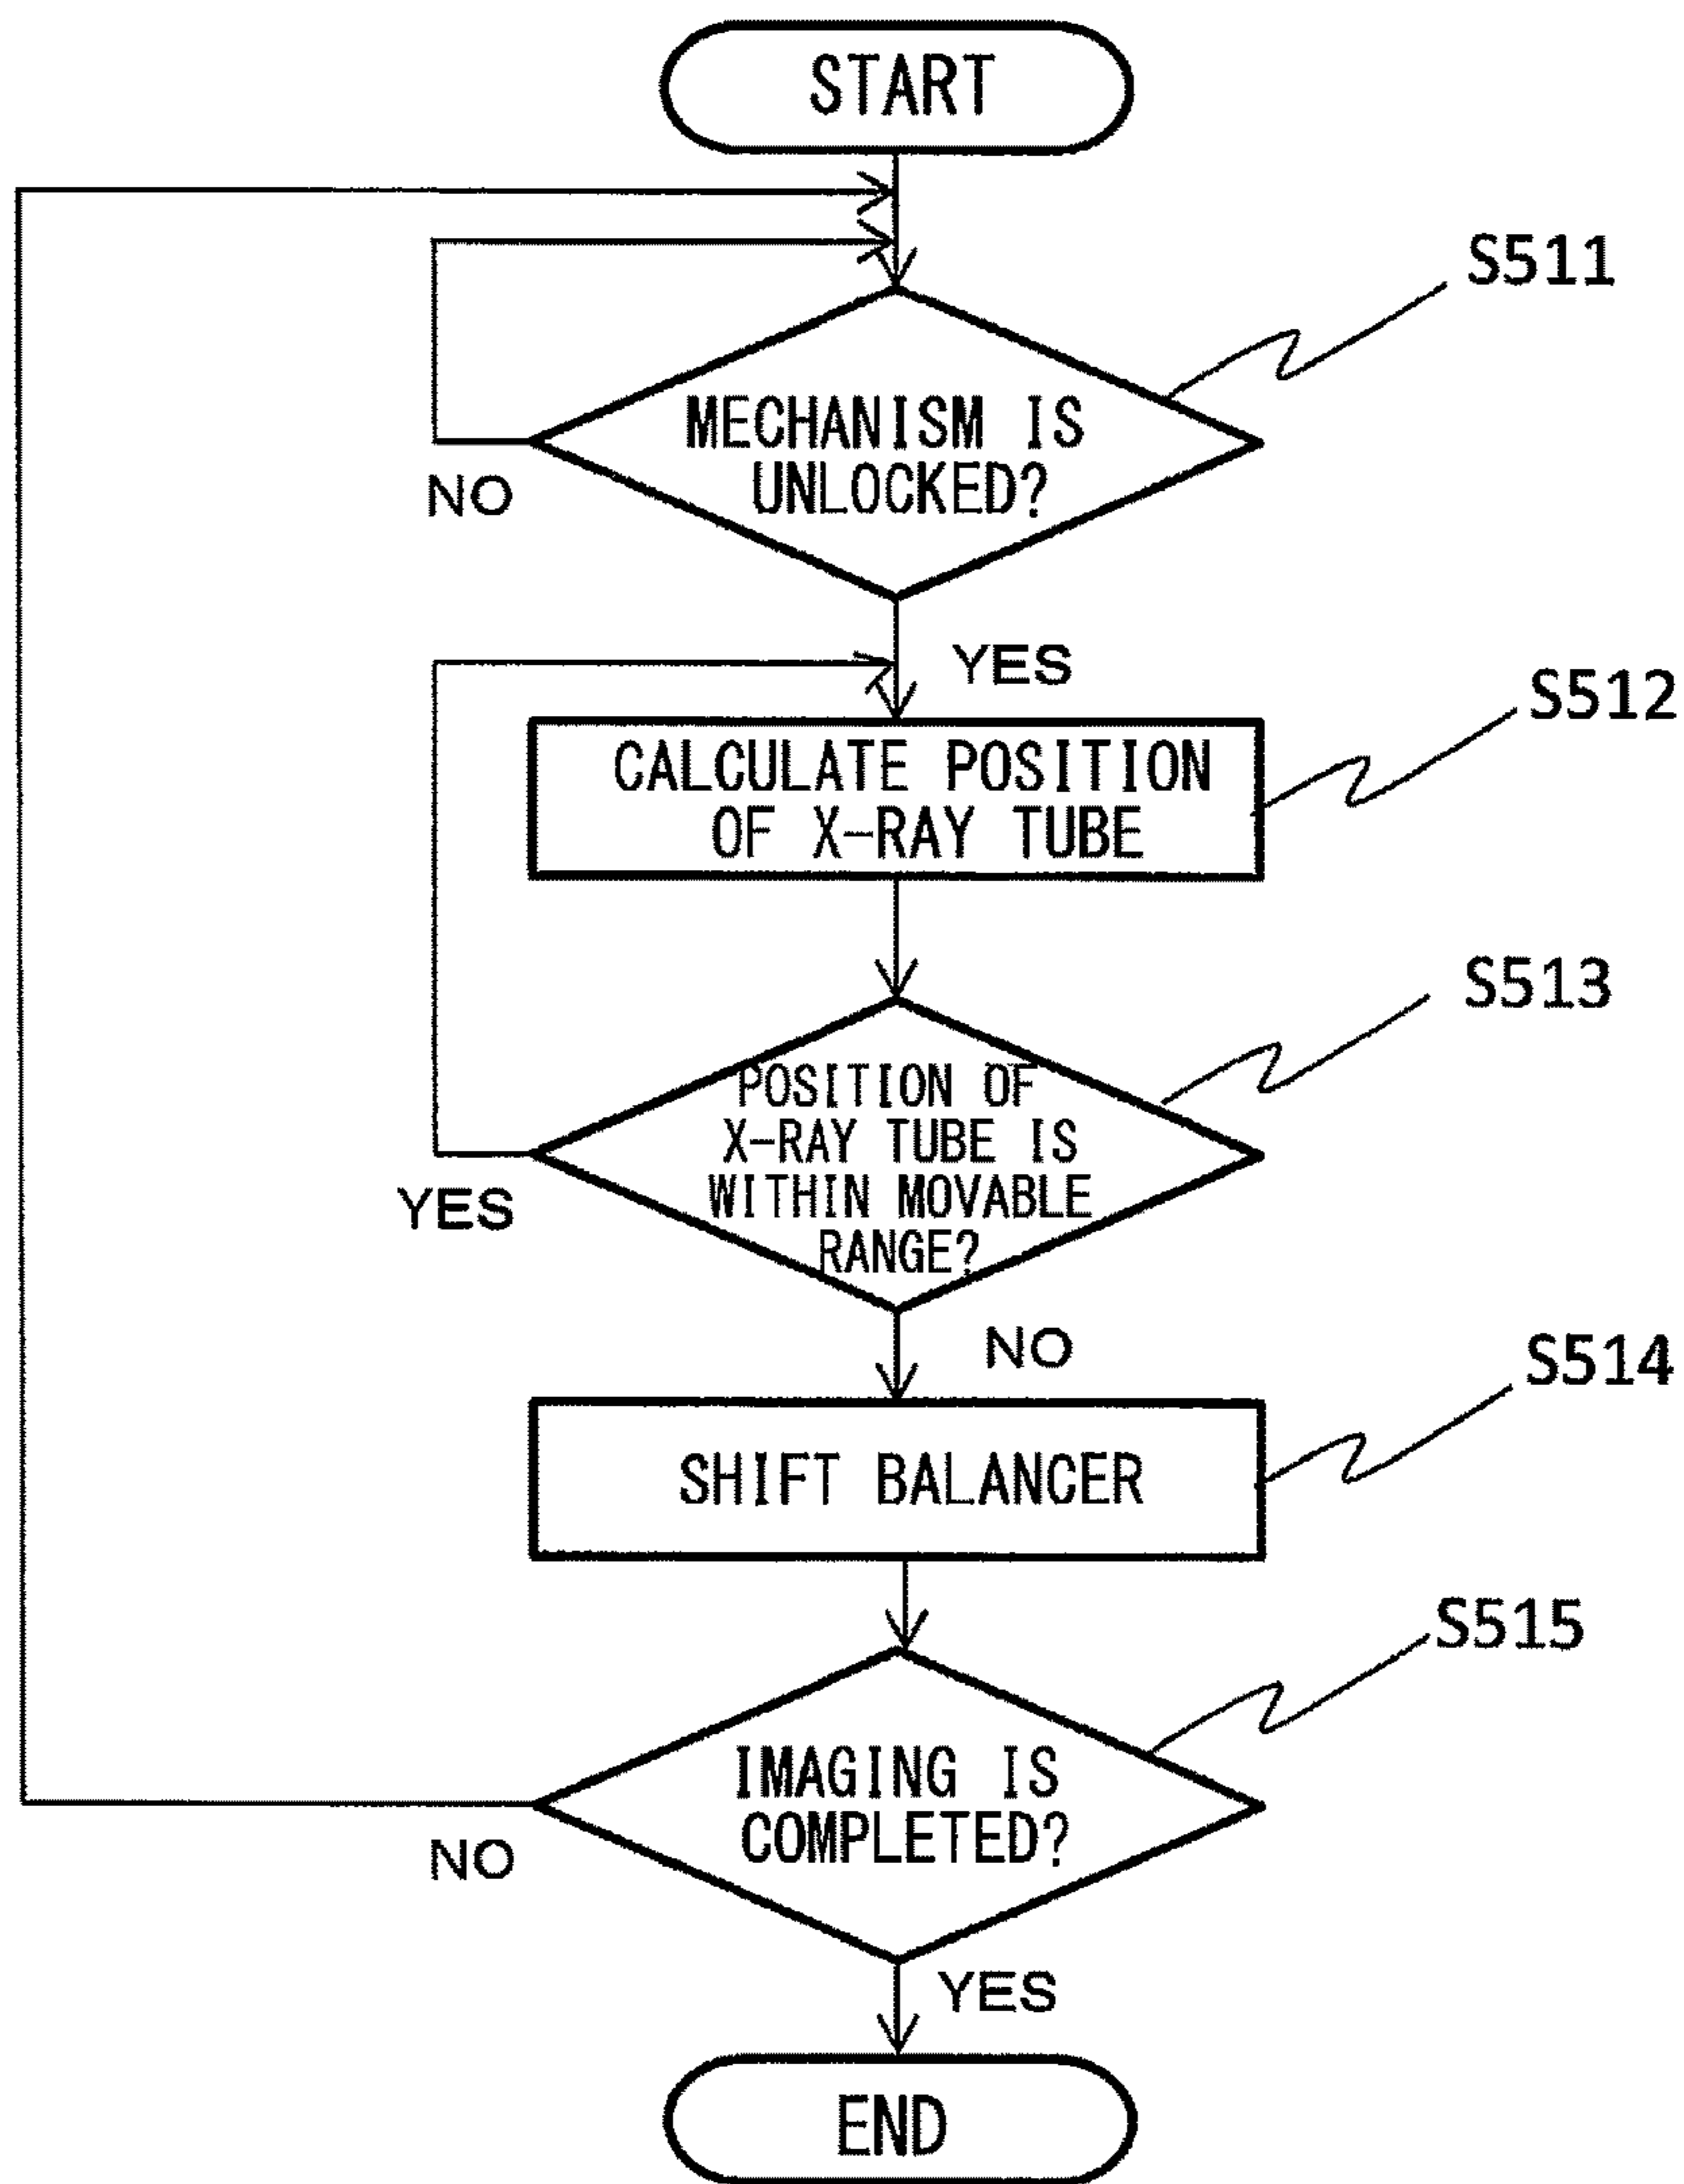 START
S511
MECHANISM IS
UNLOCKED?
NO
YES
S512
CALCULATE POSITION
OF X-RAY TUBE
S513
POSITION OF
X-RAY TUBE IS
WITHIN MOVABLE
RANGE?
YES
NO
S514
SHIFT BALANCER
S515
IMAGING IS
COMPLETED?
NO
YES
END